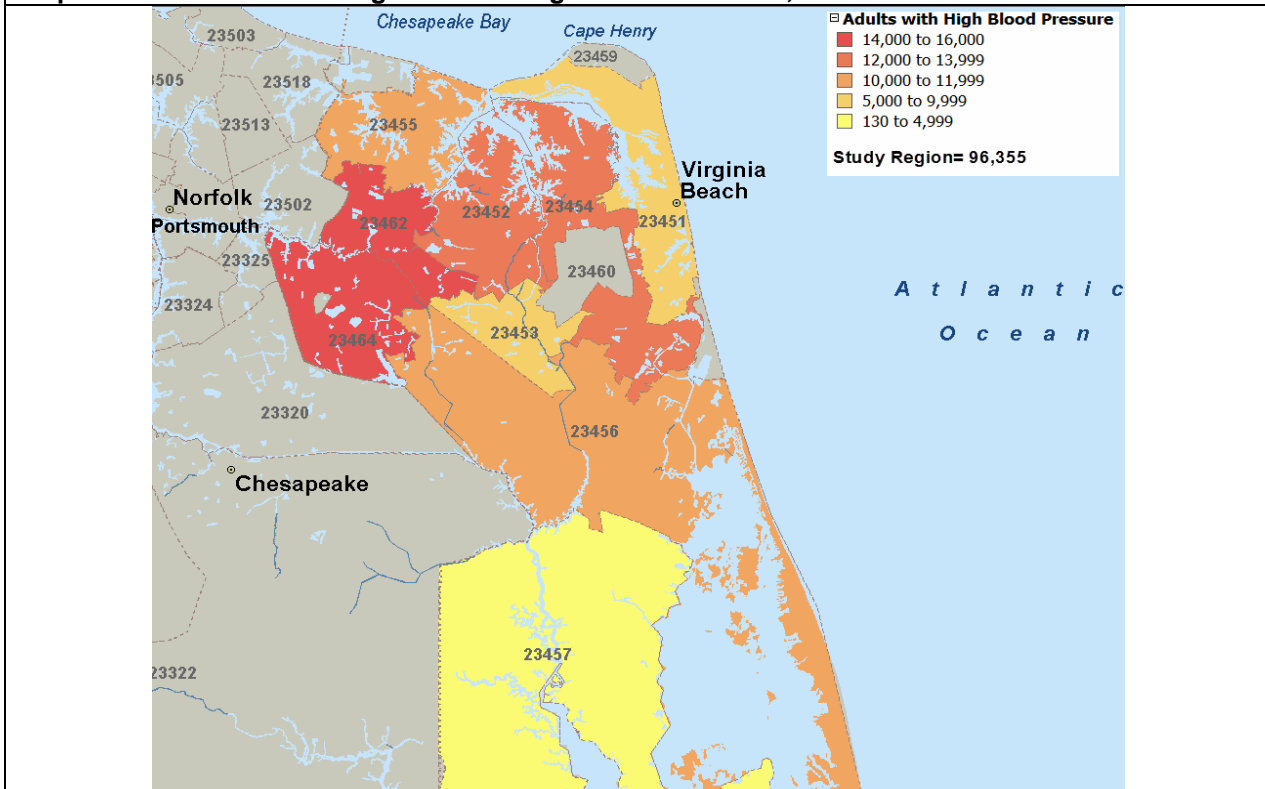 Chesapeake Bay
Cape Henry
Adults with High Blood Pressure
14,000 to 16,000
12,000 to 13,999
10,000 to 11,999
5,000 to 9,999
130 to 4,999
Study Region= 96,355
23503
23459
23518
23513
23455
Virginia
Beach
Norfolk
Portsmouth
23502
23462
23452
23454
23451
23325
23460
23324
Atlantic
Ocean
23464
23453
23320
23456
Chesapeake
23457
23322